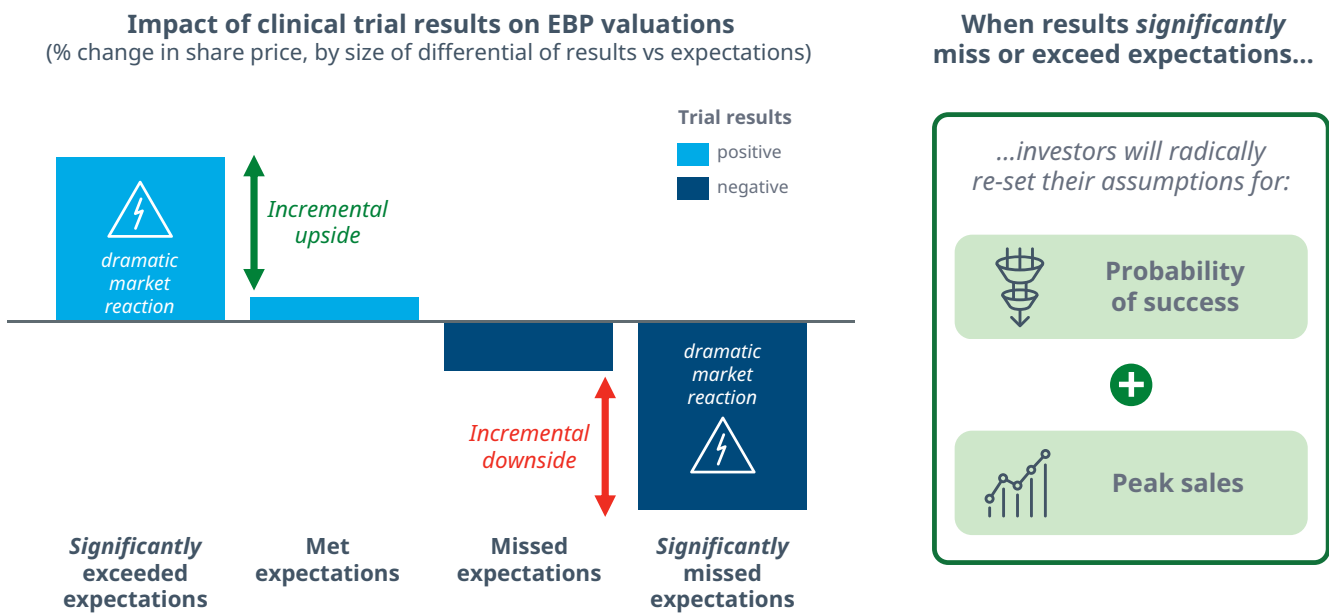 Impact of clinical trial results on EBP valuations
(% change in share price, by size of differential of results vs expectations)
Trial results
positive
negative
dramatic
market
reaction
Incremental
upside
Incremental
downside
dramatic
market
reaction
Significantly
exceeded
expectations
Met
expectations
Missed
expectations
Significantly
missed
expectations
When results significantly
miss or exceed expectations...
...investors will radically
re-set their assumptions for:
Probability
of success
Peak sales